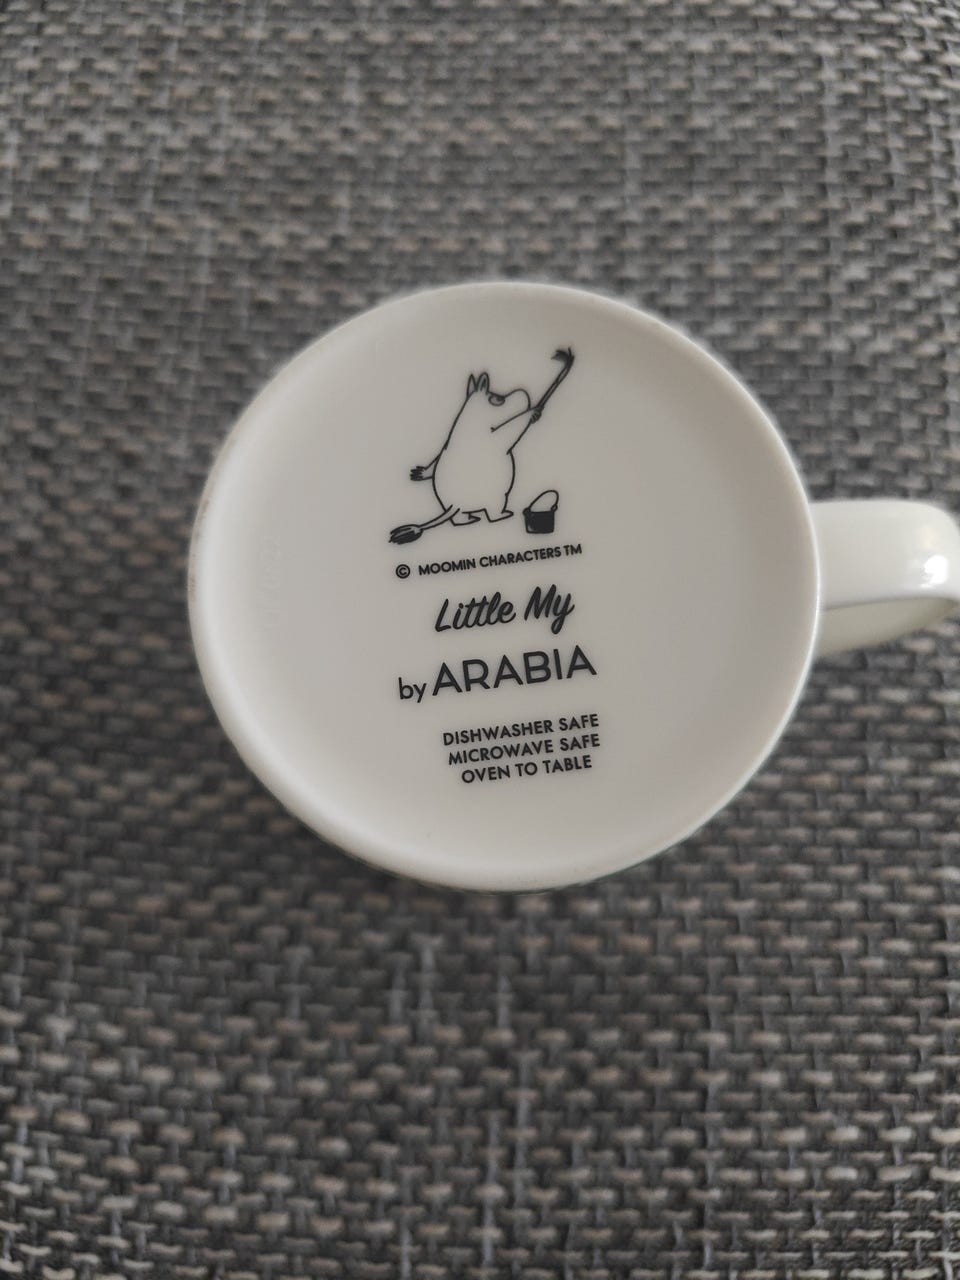 © MOOMIN CHARACTERS TM
Little My
by ARABIA
DISHWASHER SAFE
MICROWAVE SAFE
OVEN TO TABLE